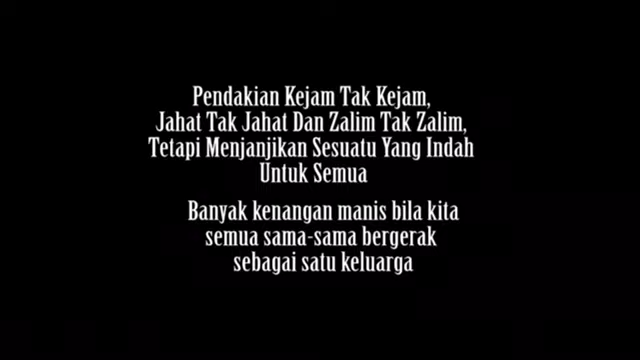 Pendakian Kejam Tak Kejam,
Jahat Tak Jahat Dan Zalim Tak Zalim,
Tetapi Menjanjikan Sesuatu Yang Indah
Untuk Semua
Banyak kenangan manis bila kita
semua sama-sama bergerak
sebagai satu keluarga